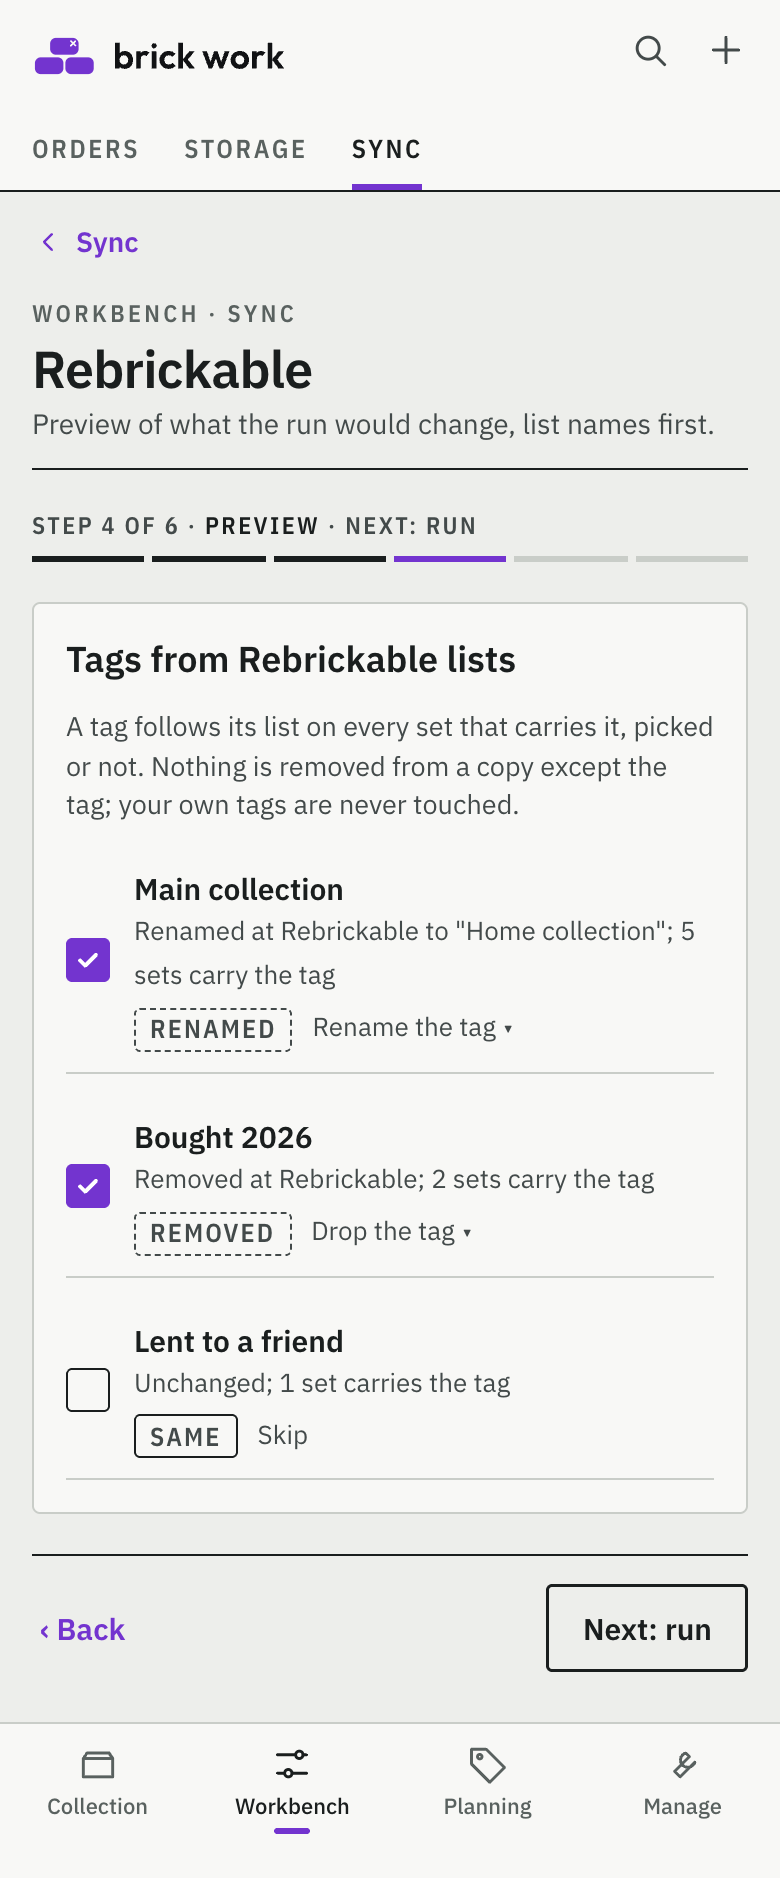 brick work
ORDERS STORAGE SYNC
‹ Sync
WORKBENCH · SYNC
Rebrickable
Preview of what the run would change, list names first.
STEP 4 OF 6 · PREVIEW · NEXT: RUN
Tags from Rebrickable lists
A tag follows its list on every set that carries it, picked
or not. Nothing is removed from a copy except the
tag; your own tags are never touched.
Main collection
Renamed at Rebrickable to "Home collection"; 5
sets carry the tag
RENAMED Rename the tag ▾
Bought 2026
Removed at Rebrickable; 2 sets carry the tag
REMOVED Drop the tag ▾
Lent to a friend
Unchanged; 1 set carries the tag
SAME Skip
‹ Back Next: run
Collection Workbench Planning Manage